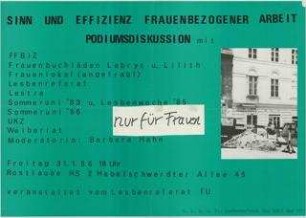 SINN UND EFFIZIENZ FRAUENBEZOGENER ARBEIT
PODIUMSDISKUSSION mit
FFBIZ
Frauenbuchläden Labrys u. Lilith
Frauenlokal
Lesbenreferat
Lestra
Sommeruni '83 u. Lesbenwoche '85
Sommeruni '86
UKZ
Weiberrat
Moderatorin: Barbara Hahn
nur für Frauen
Freitag 31.1.86 18 Uhr
Rostlaube HS 2 Habelschwerdter Allee 45
veranstaltet vom Lesbenreferat TU